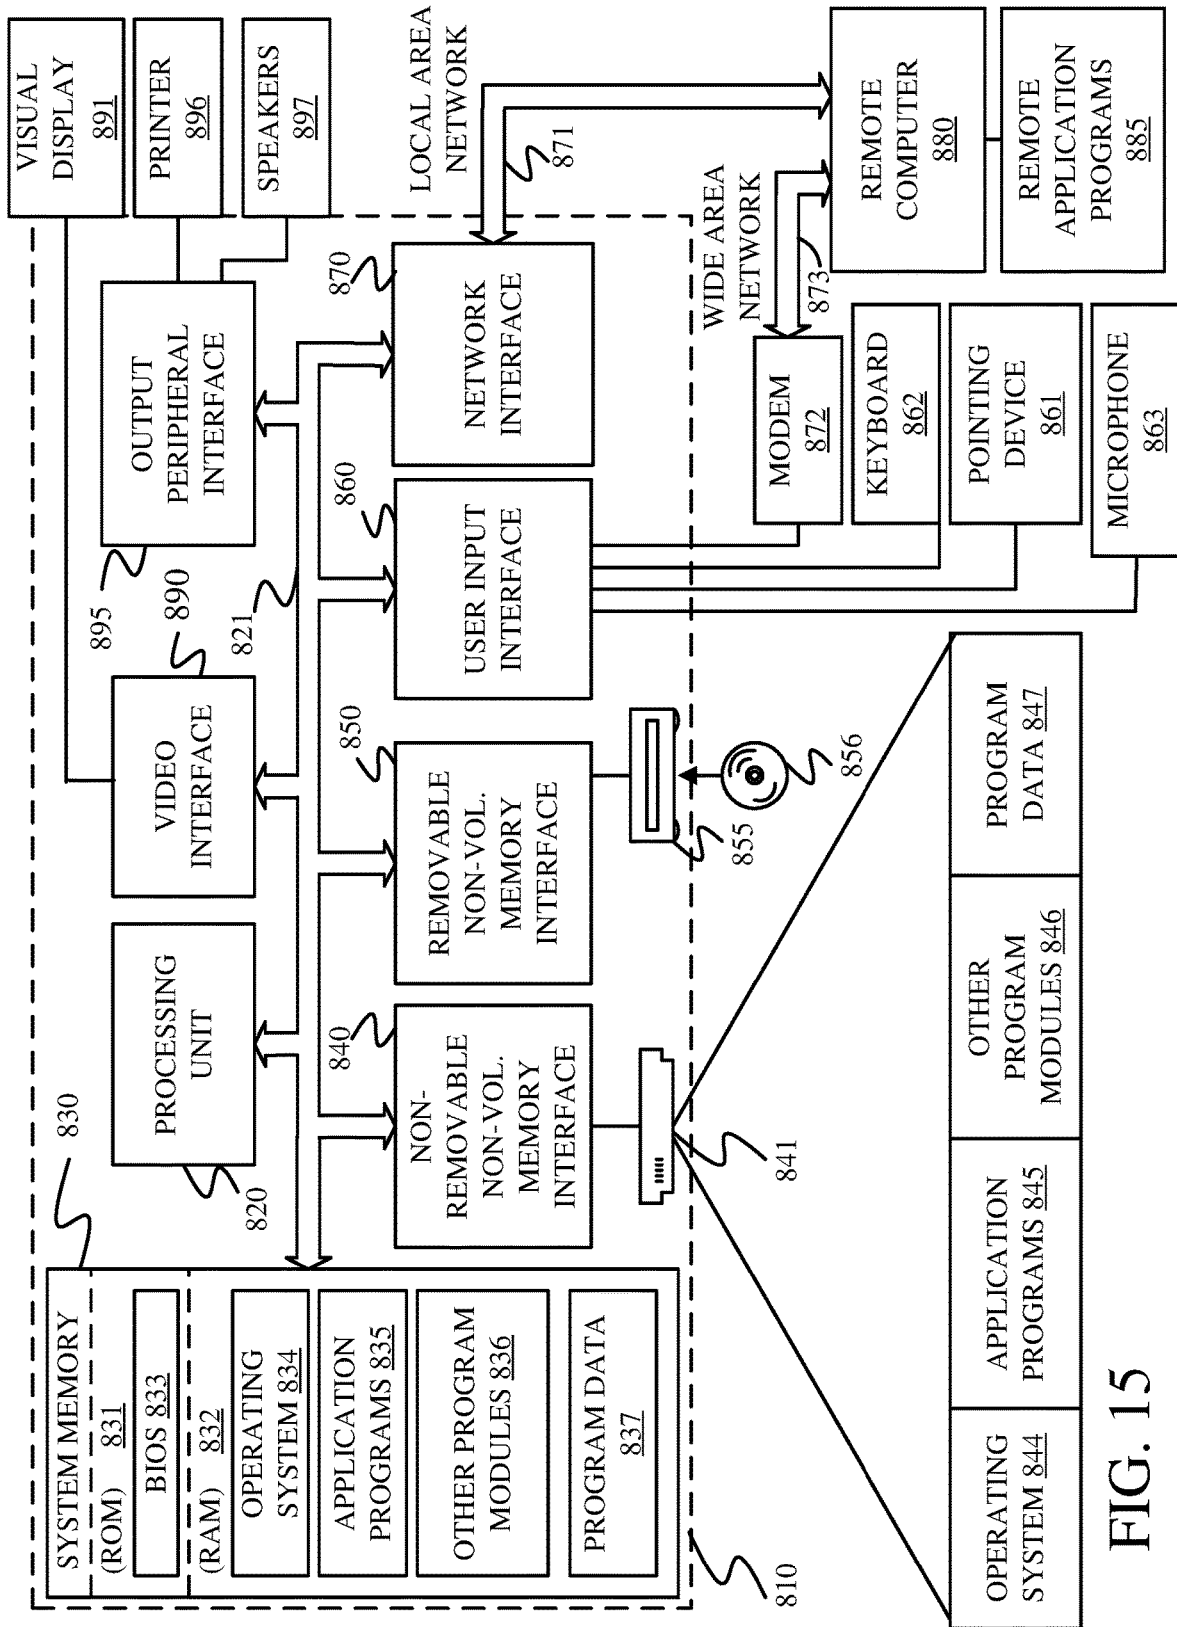 SYSTEM MEMORY
(ROM) 831
BIOS 833
(RAM) 832
OPERATING
SYSTEM 834
APPLICATION
PROGRAMS 835
OTHER PROGRAM
MODULES 836
PROGRAM DATA
837
830
PROCESSING
UNIT
820
VIDEO
INTERFACE
890
821
OUTPUT
PERIPHERAL
INTERFACE
895
VISUAL
DISPLAY
891
PRINTER
896
SPEAKERS
897
NON-
REMOVABLE
NON-VOL.
MEMORY
INTERFACE
840
REMOVABLE
NON-VOL.
MEMORY
INTERFACE
850
USER INPUT
INTERFACE
860
NETWORK
INTERFACE
870
LOCAL AREA
NETWORK
871
810
841
855
856
WIDE AREA
NETWORK
873
MODEM
872
KEYBOARD
862
POINTING
DEVICE
861
MICROPHONE
863
REMOTE
COMPUTER
880
REMOTE
APPLICATION
PROGRAMS
885
OPERATING
SYSTEM 844
APPLICATION
PROGRAMS 845
OTHER
PROGRAM
MODULES 846
PROGRAM
DATA 847
FIG. 15